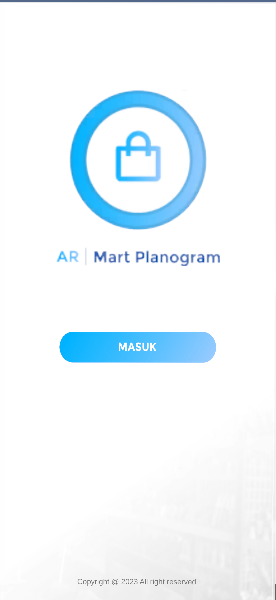 AR | Mart Planogram
MASUK
Copyright @ 2023 All right reserved